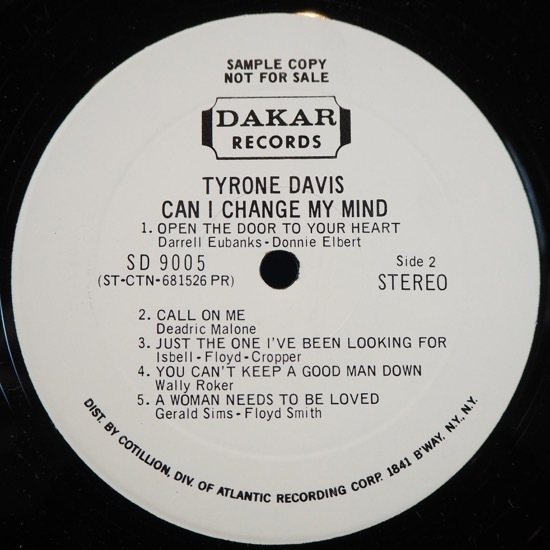 SAMPLE COPY
NOT FOR SALE
DAKAR
RECORDS
TYRONE DAVIS
CAN I CHANGE MY MIND
1. OPEN THE DOOR TO YOUR HEART
Darrell Eubanks - Donnie Elbert
SD 9005
(ST-CTN-681526 PR)
Side 2
STEREO
2. CALL ON ME
Deadric Malone
3. JUST THE ONE I'VE BEEN LOOKING FOR
Isbell - Floyd - Cropper
4. YOU CAN'T KEEP A GOOD MAN DOWN
Wally Roker
5. A WOMAN NEEDS TO BE LOVED
Gerald Sims - Floyd Smith
DIST. BY COTILLION, DIV. OF ATLANTIC RECORDING CORP. 1841 B'WAY, N.Y., N.Y.